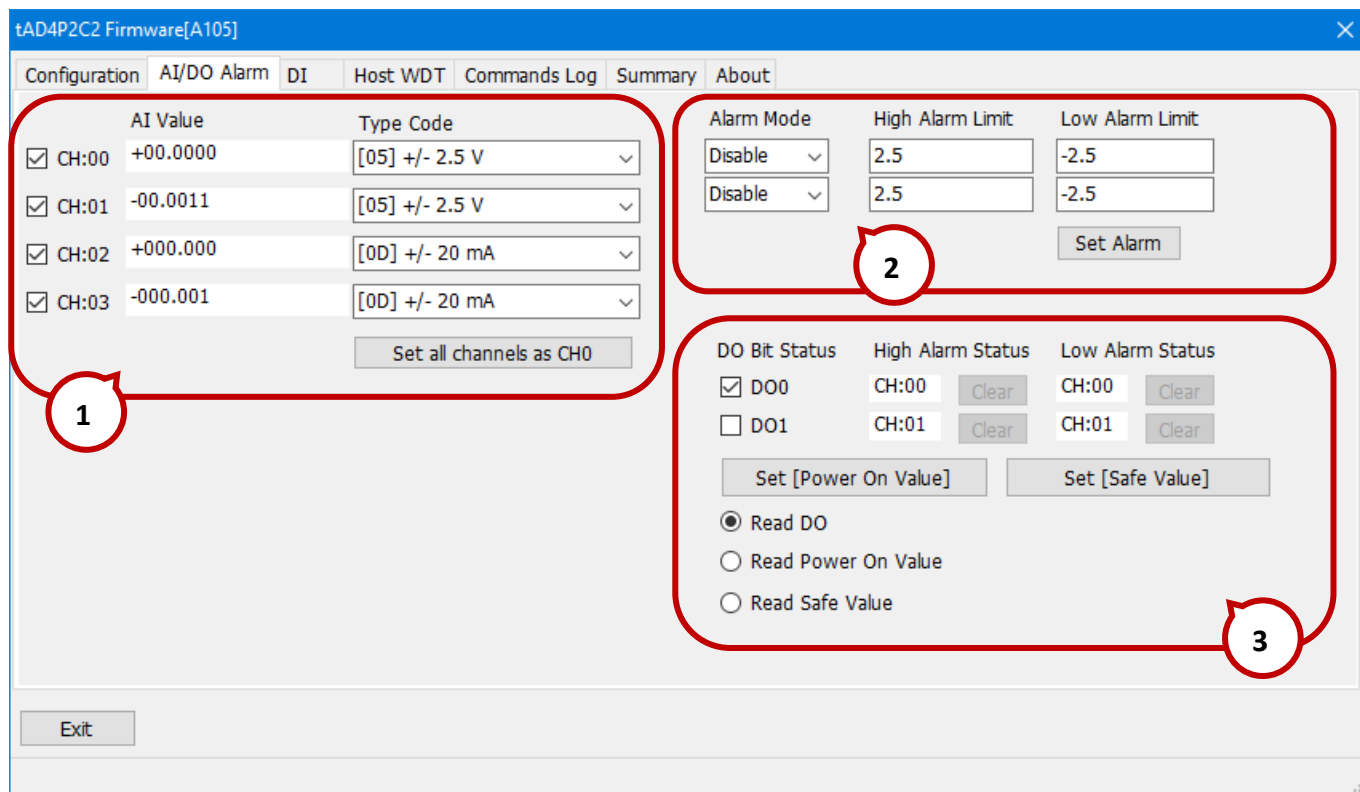 tAD4P2C2 Firmware[A105]
Configuration AI/DO Alarm DI Host WDT Commands Log Summary About
AI Value Type Code
CH:00 +00.0000 [05] +/- 2.5 V
CH:01 -00.0011 [05] +/- 2.5 V
CH:02 +000.000 [0D] +/- 20 mA
CH:03 -000.001 [0D] +/- 20 mA
Set all channels as CH0
1
Alarm Mode High Alarm Limit Low Alarm Limit
Disable 2.5 -2.5
Disable 2.5 -2.5
Set Alarm
2
DO Bit Status High Alarm Status Low Alarm Status
DO0 CH:00 Clear CH:00 Clear
DO1 CH:01 Clear CH:01 Clear
Set [Power On Value] Set [Safe Value]
Read DO
Read Power On Value
Read Safe Value
3
Exit